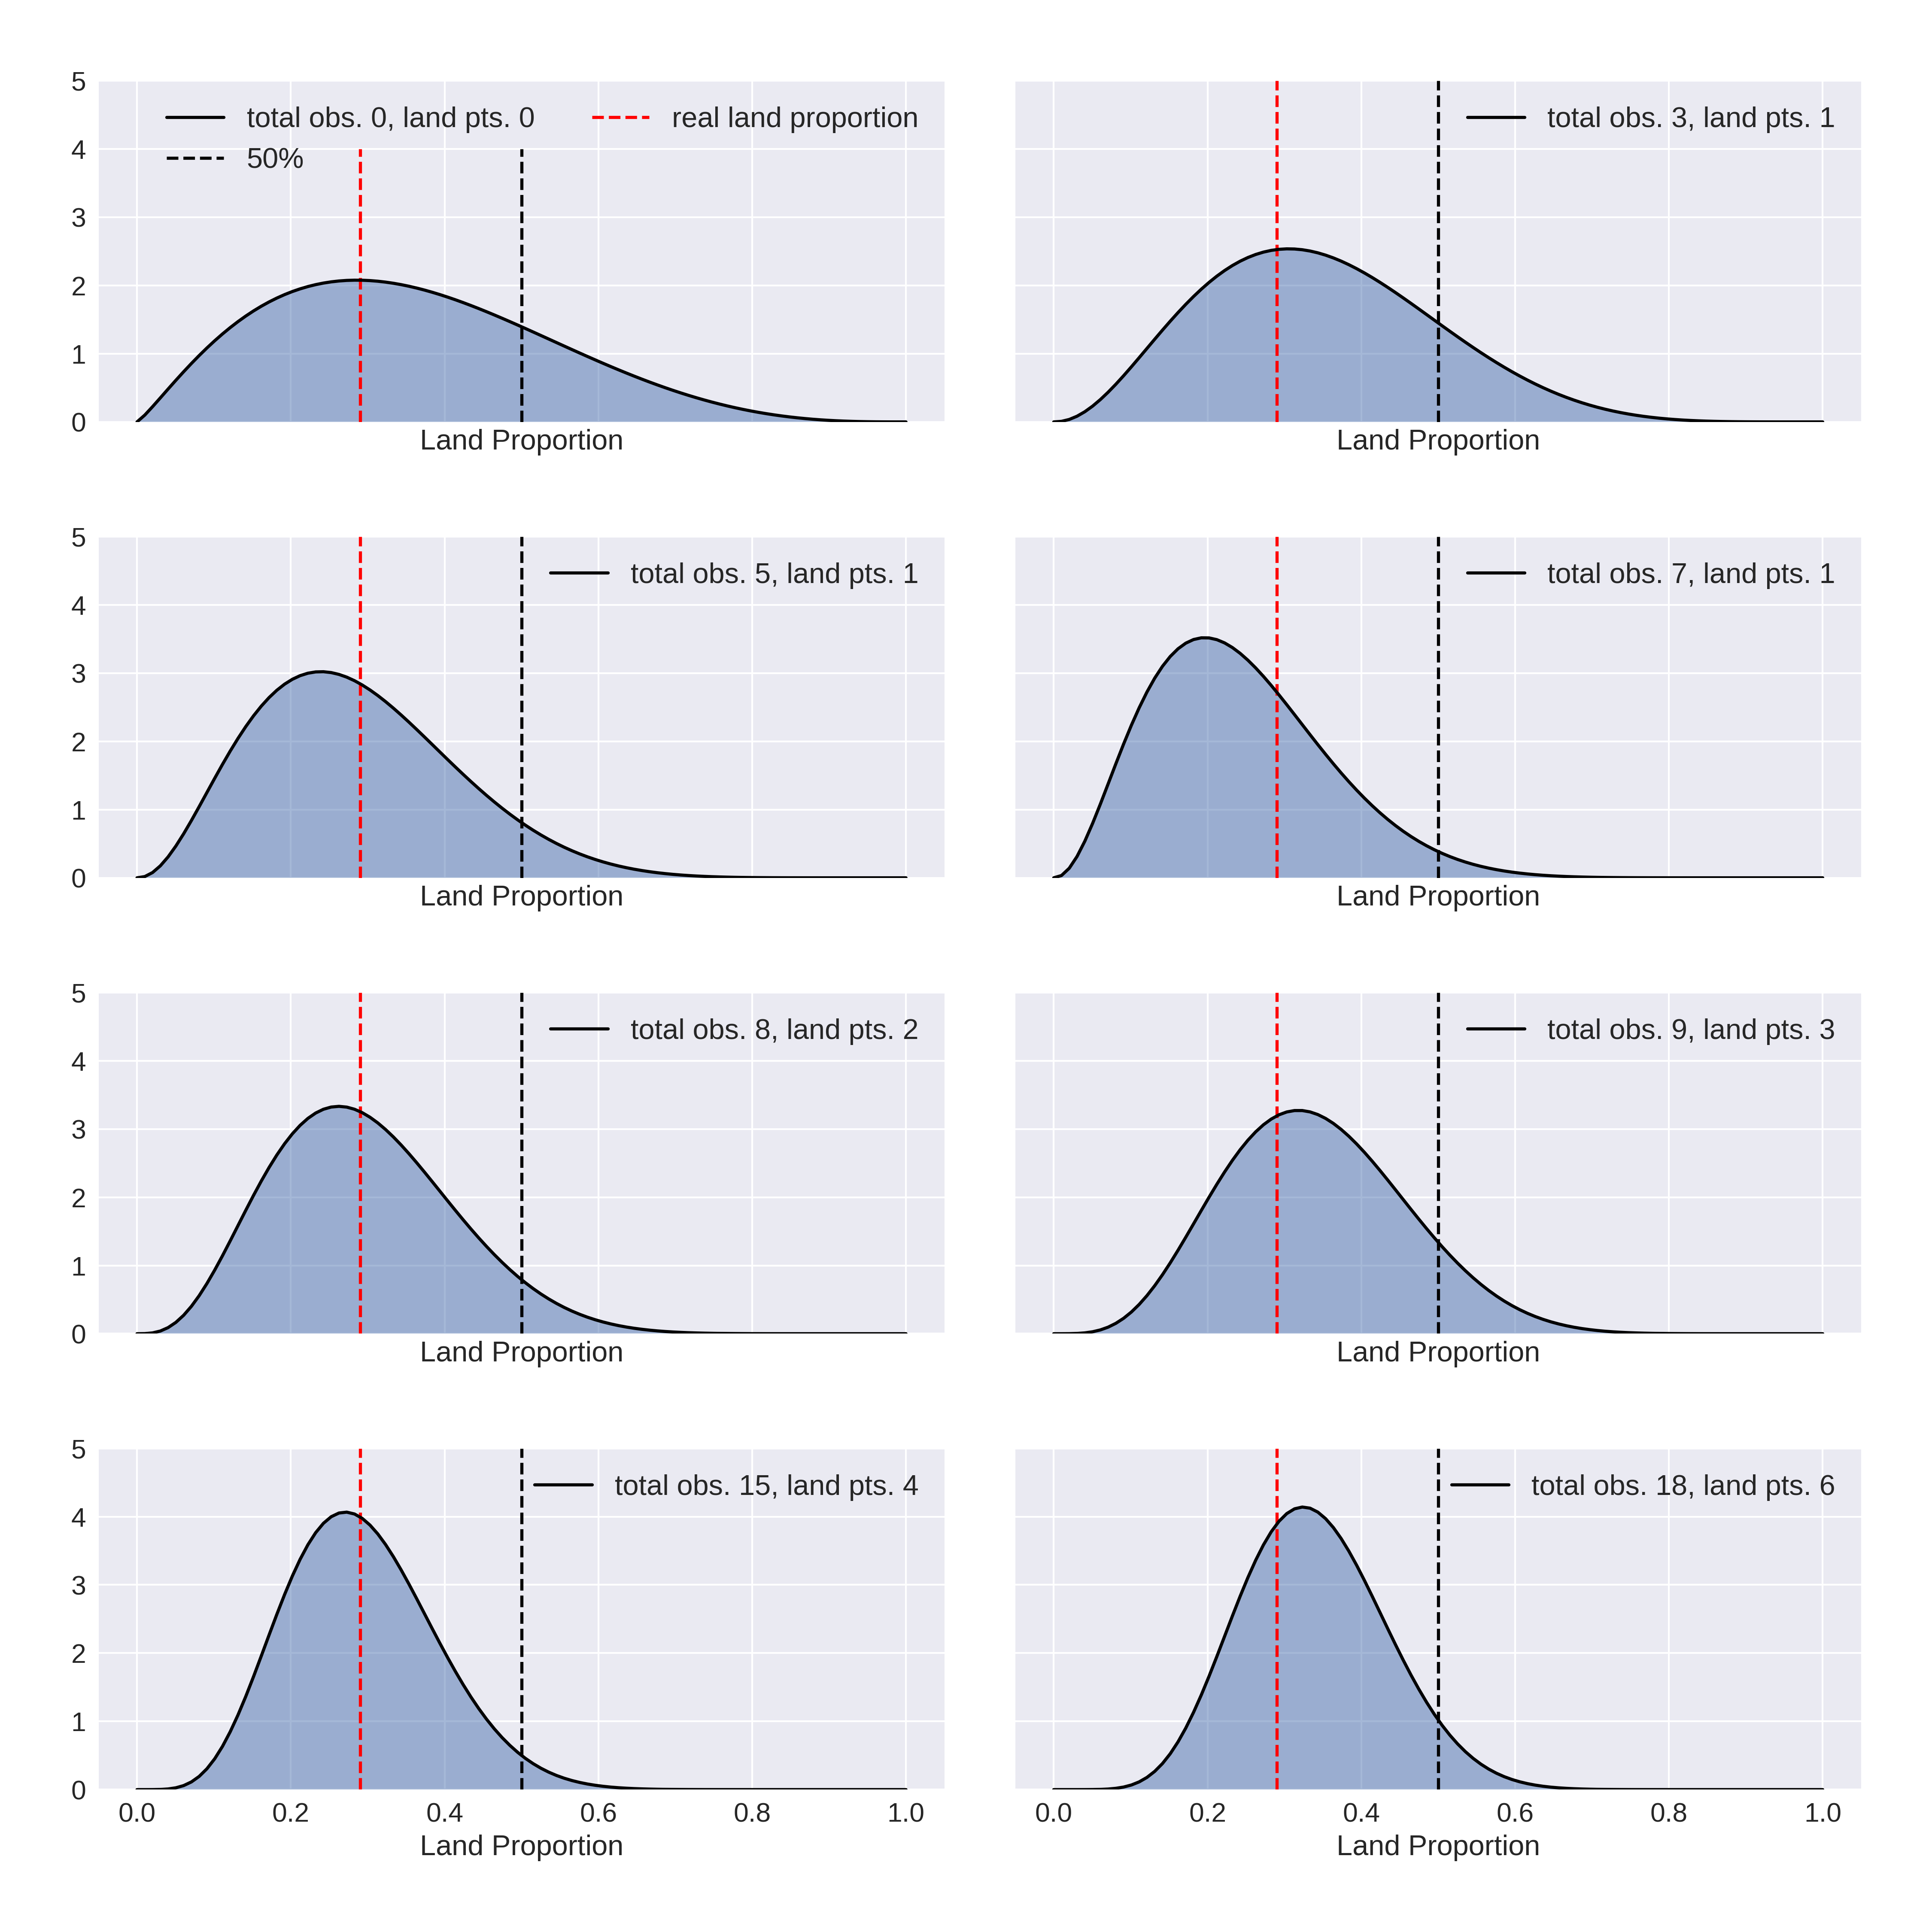 5
total obs. 0, land pts. 0 real land proportion
4
50%
3
2
1
0
Land Proportion
total obs. 3, land pts. 1
Land Proportion
5
total obs. 5, land pts. 1
4
3
2
1
0
Land Proportion
total obs. 7, land pts. 1
Land Proportion
5
total obs. 8, land pts. 2
4
3
2
1
0
Land Proportion
total obs. 9, land pts. 3
Land Proportion
5
total obs. 15, land pts. 4
4
3
2
1
0
0.0 0.2 0.4 0.6 0.8 1.0
Land Proportion
total obs. 18, land pts. 6
0.0 0.2 0.4 0.6 0.8 1.0
Land Proportion